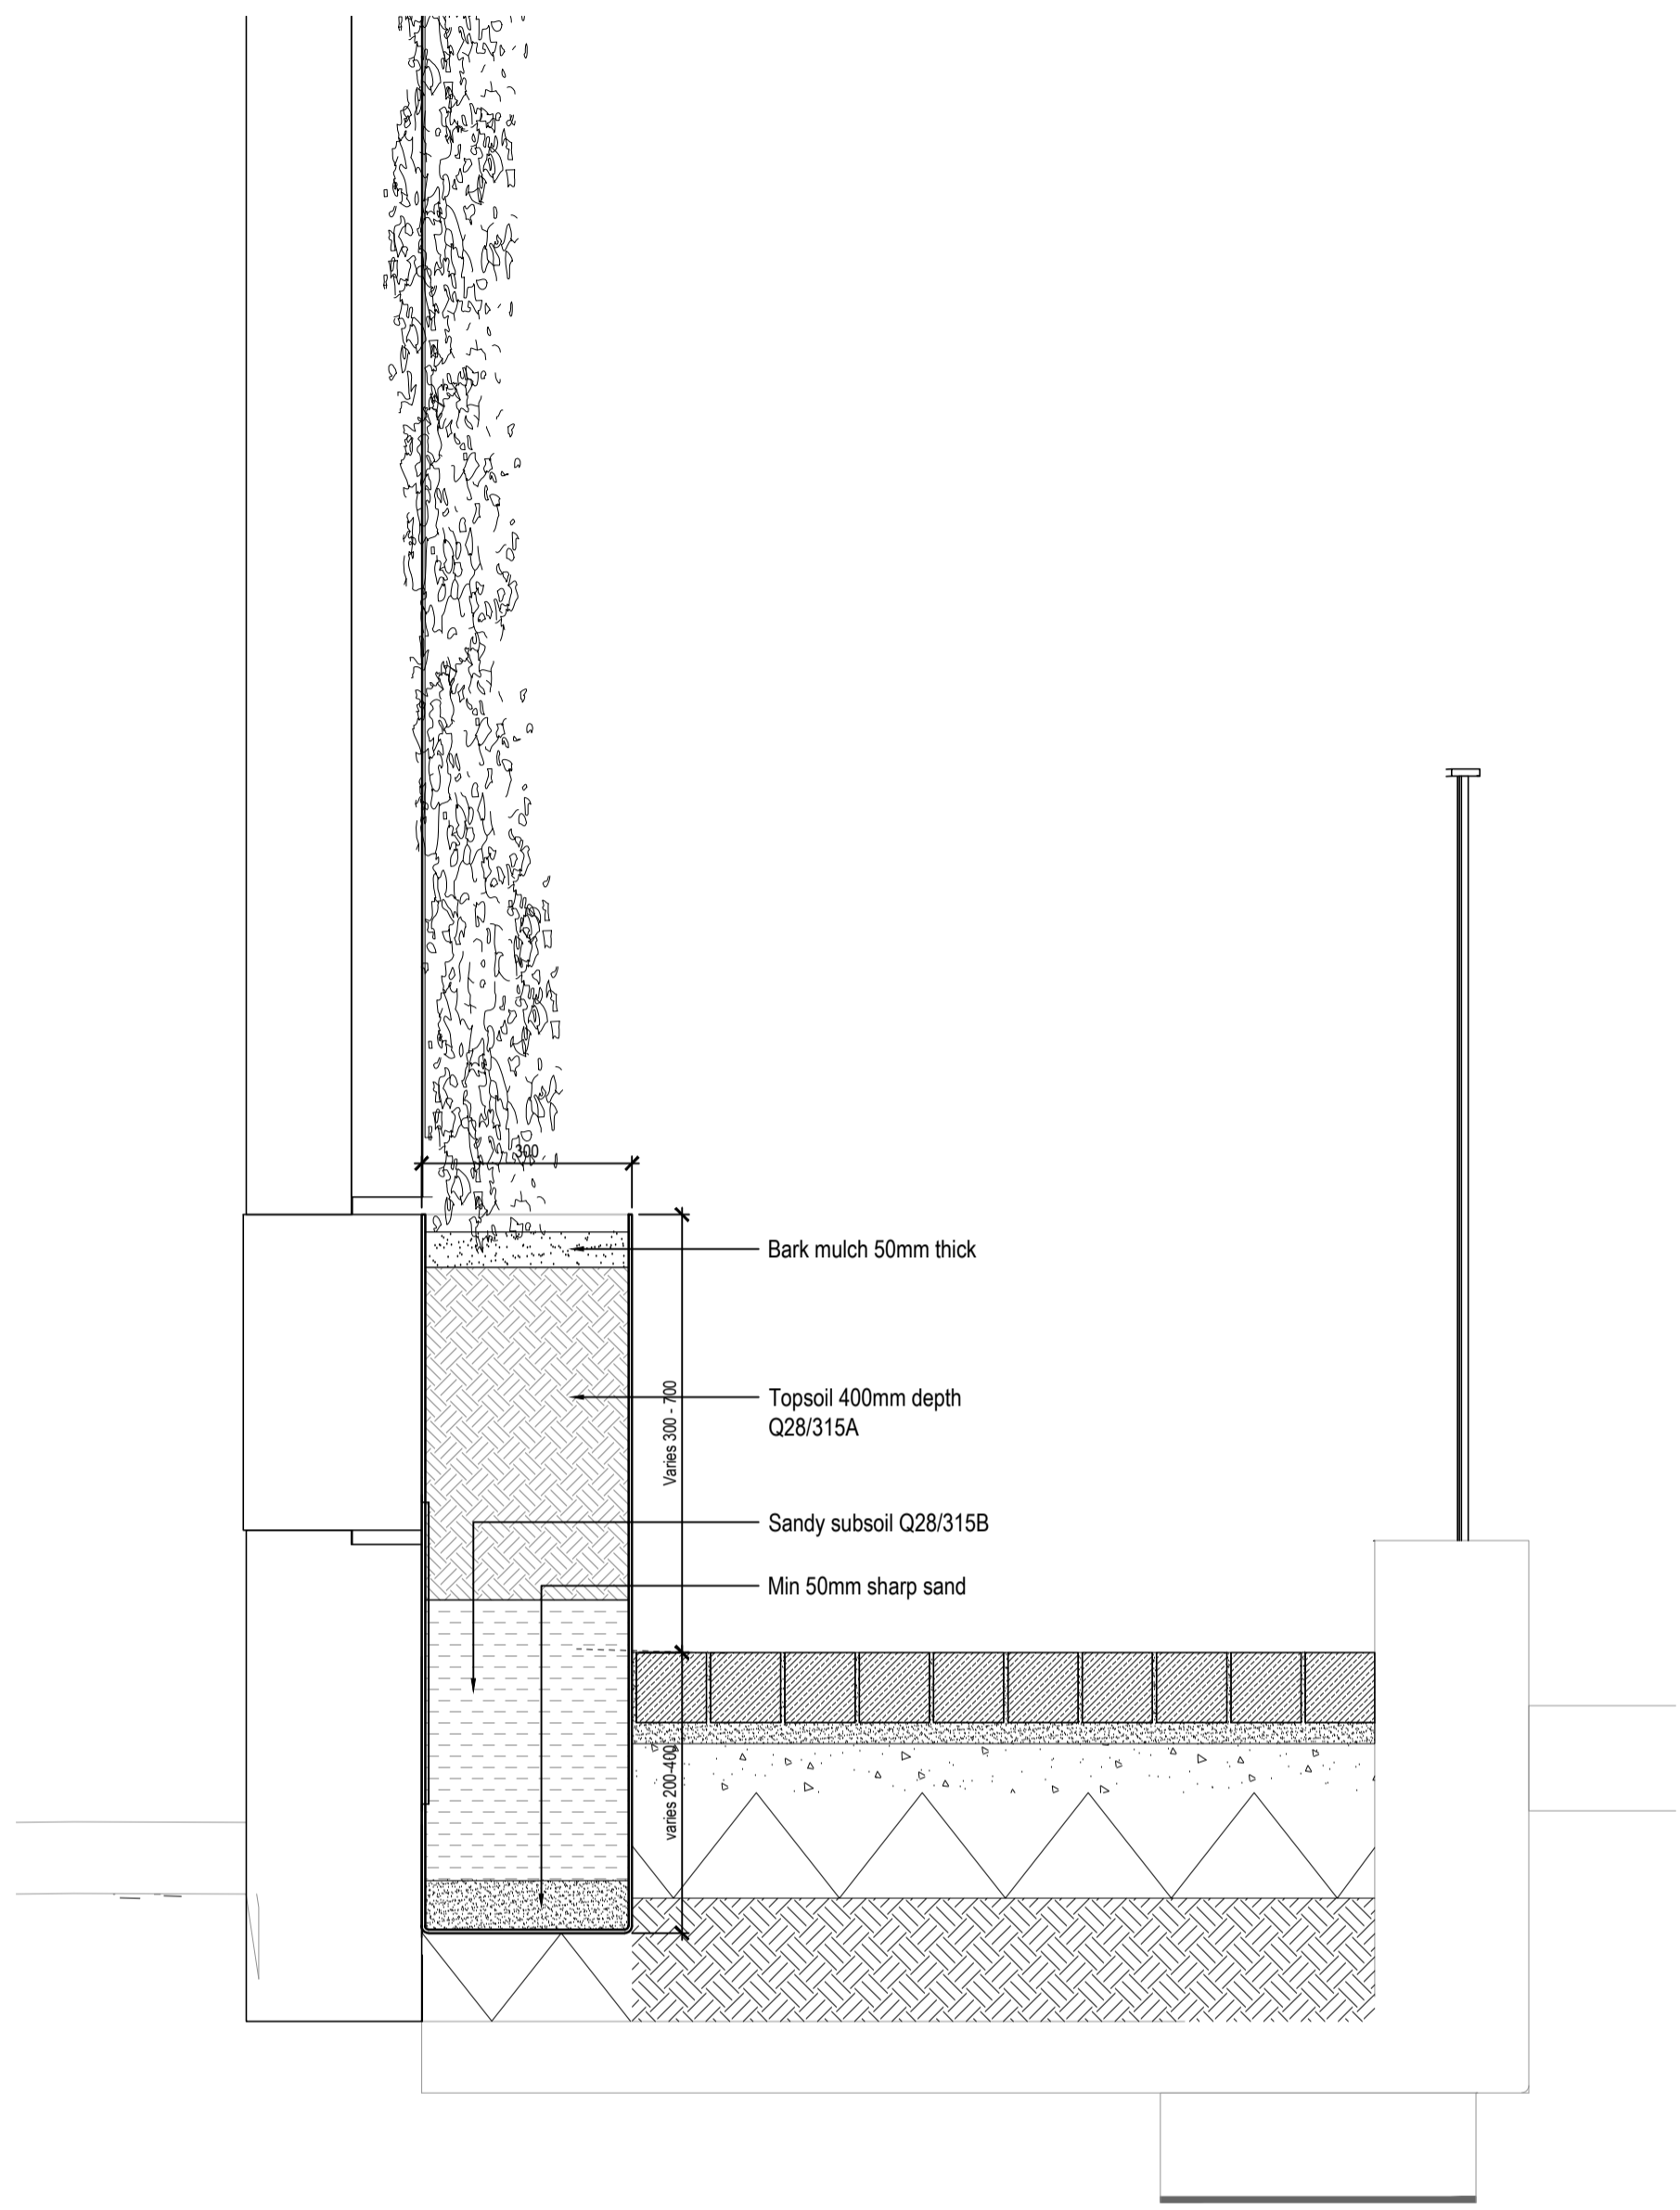 300
Bark mulch 50mm thick
Varies 300 - 700
Topsoil 400mm depth
Q28/315A
Sandy subsoil Q28/315B
Min 50mm sharp sand
varies 200-400